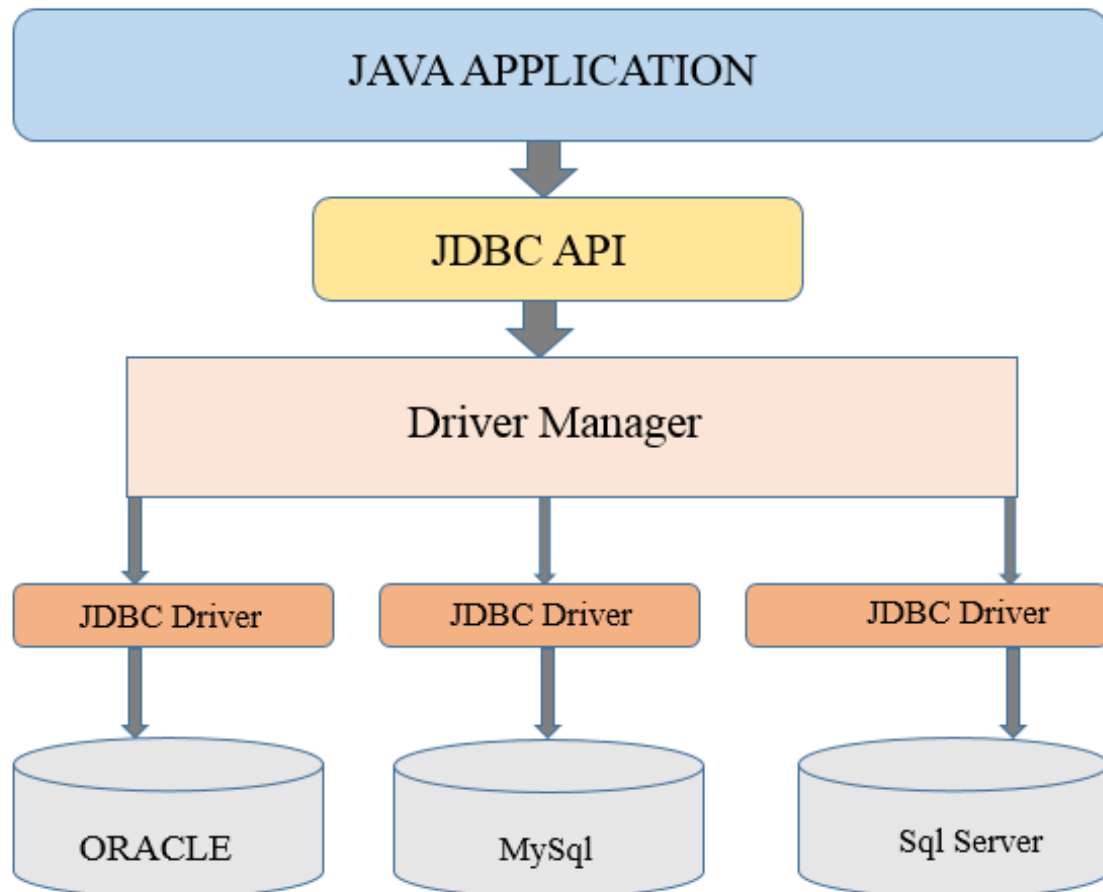 JAVA APPLICATION
JDBC API
Driver Manager
JDBC Driver
JDBC Driver
JDBC Driver
ORACLE
MySql
Sql Server